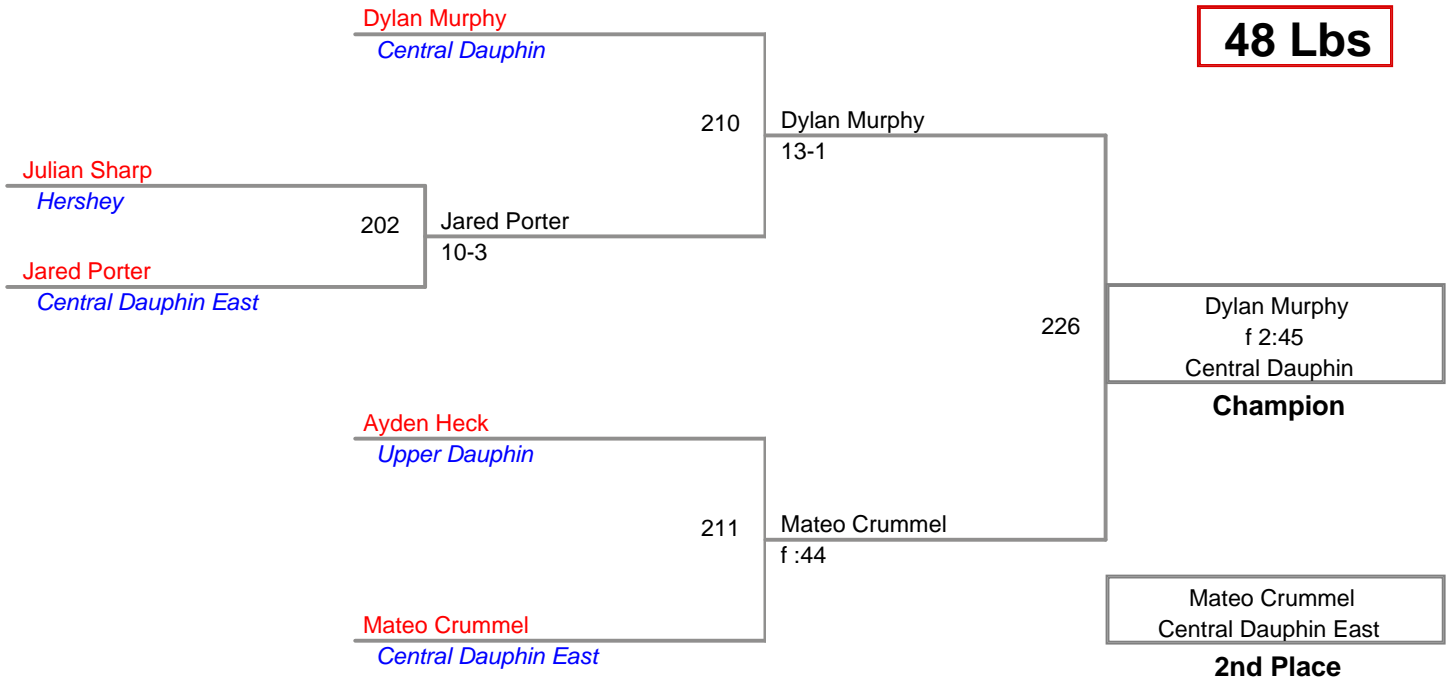 Dylan Murphy
Central Dauphin
48 Lbs
210
Dylan Murphy
13-1
Julian Sharp
Hershey
202
Jared Porter
10-3
Jared Porter
Central Dauphin East
226
Dylan Murphy
f 2:45
Central Dauphin
Champion
Ayden Heck
Upper Dauphin
211
Mateo Crummel
f :44
Mateo Crummel
Central Dauphin East
Mateo Crummel
Central Dauphin East
2nd Place